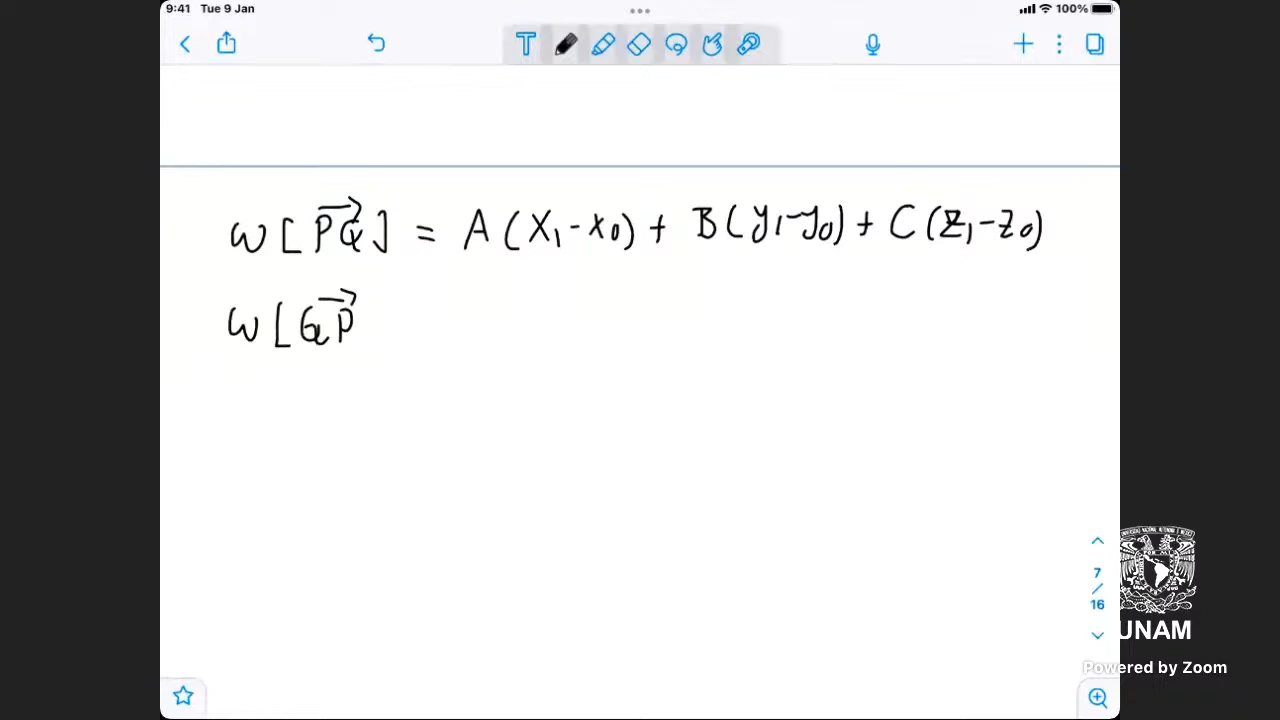 9:41 Tue 9 Jan 100%
T
ω[PQ⃗] = A(x₁-x₀) + B(y₁-y₀) + C(z₁-z₀)
ω[QP⃗
7
/
16
UNAM
Powered by Zoom